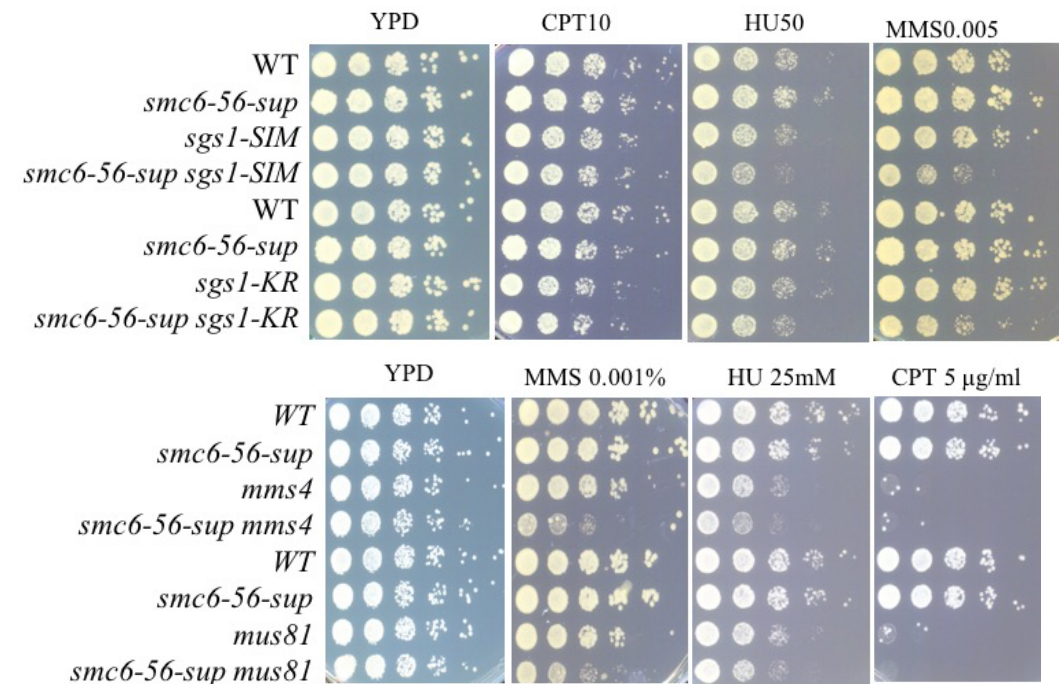 YPD CPT10 HU50 MMS0.005
WT
smc6-56-sup
sgs1-SIM
smc6-56-sup sgs1-SIM
WT
smc6-56-sup
sgs1-KR
smc6-56-sup sgs1-KR
YPD MMS 0.001% HU 25mM CPT 5 μg/ml
WT
smc6-56-sup
mms4
smc6-56-sup mms4
WT
smc6-56-sup
mus81
smc6-56-sup mus81